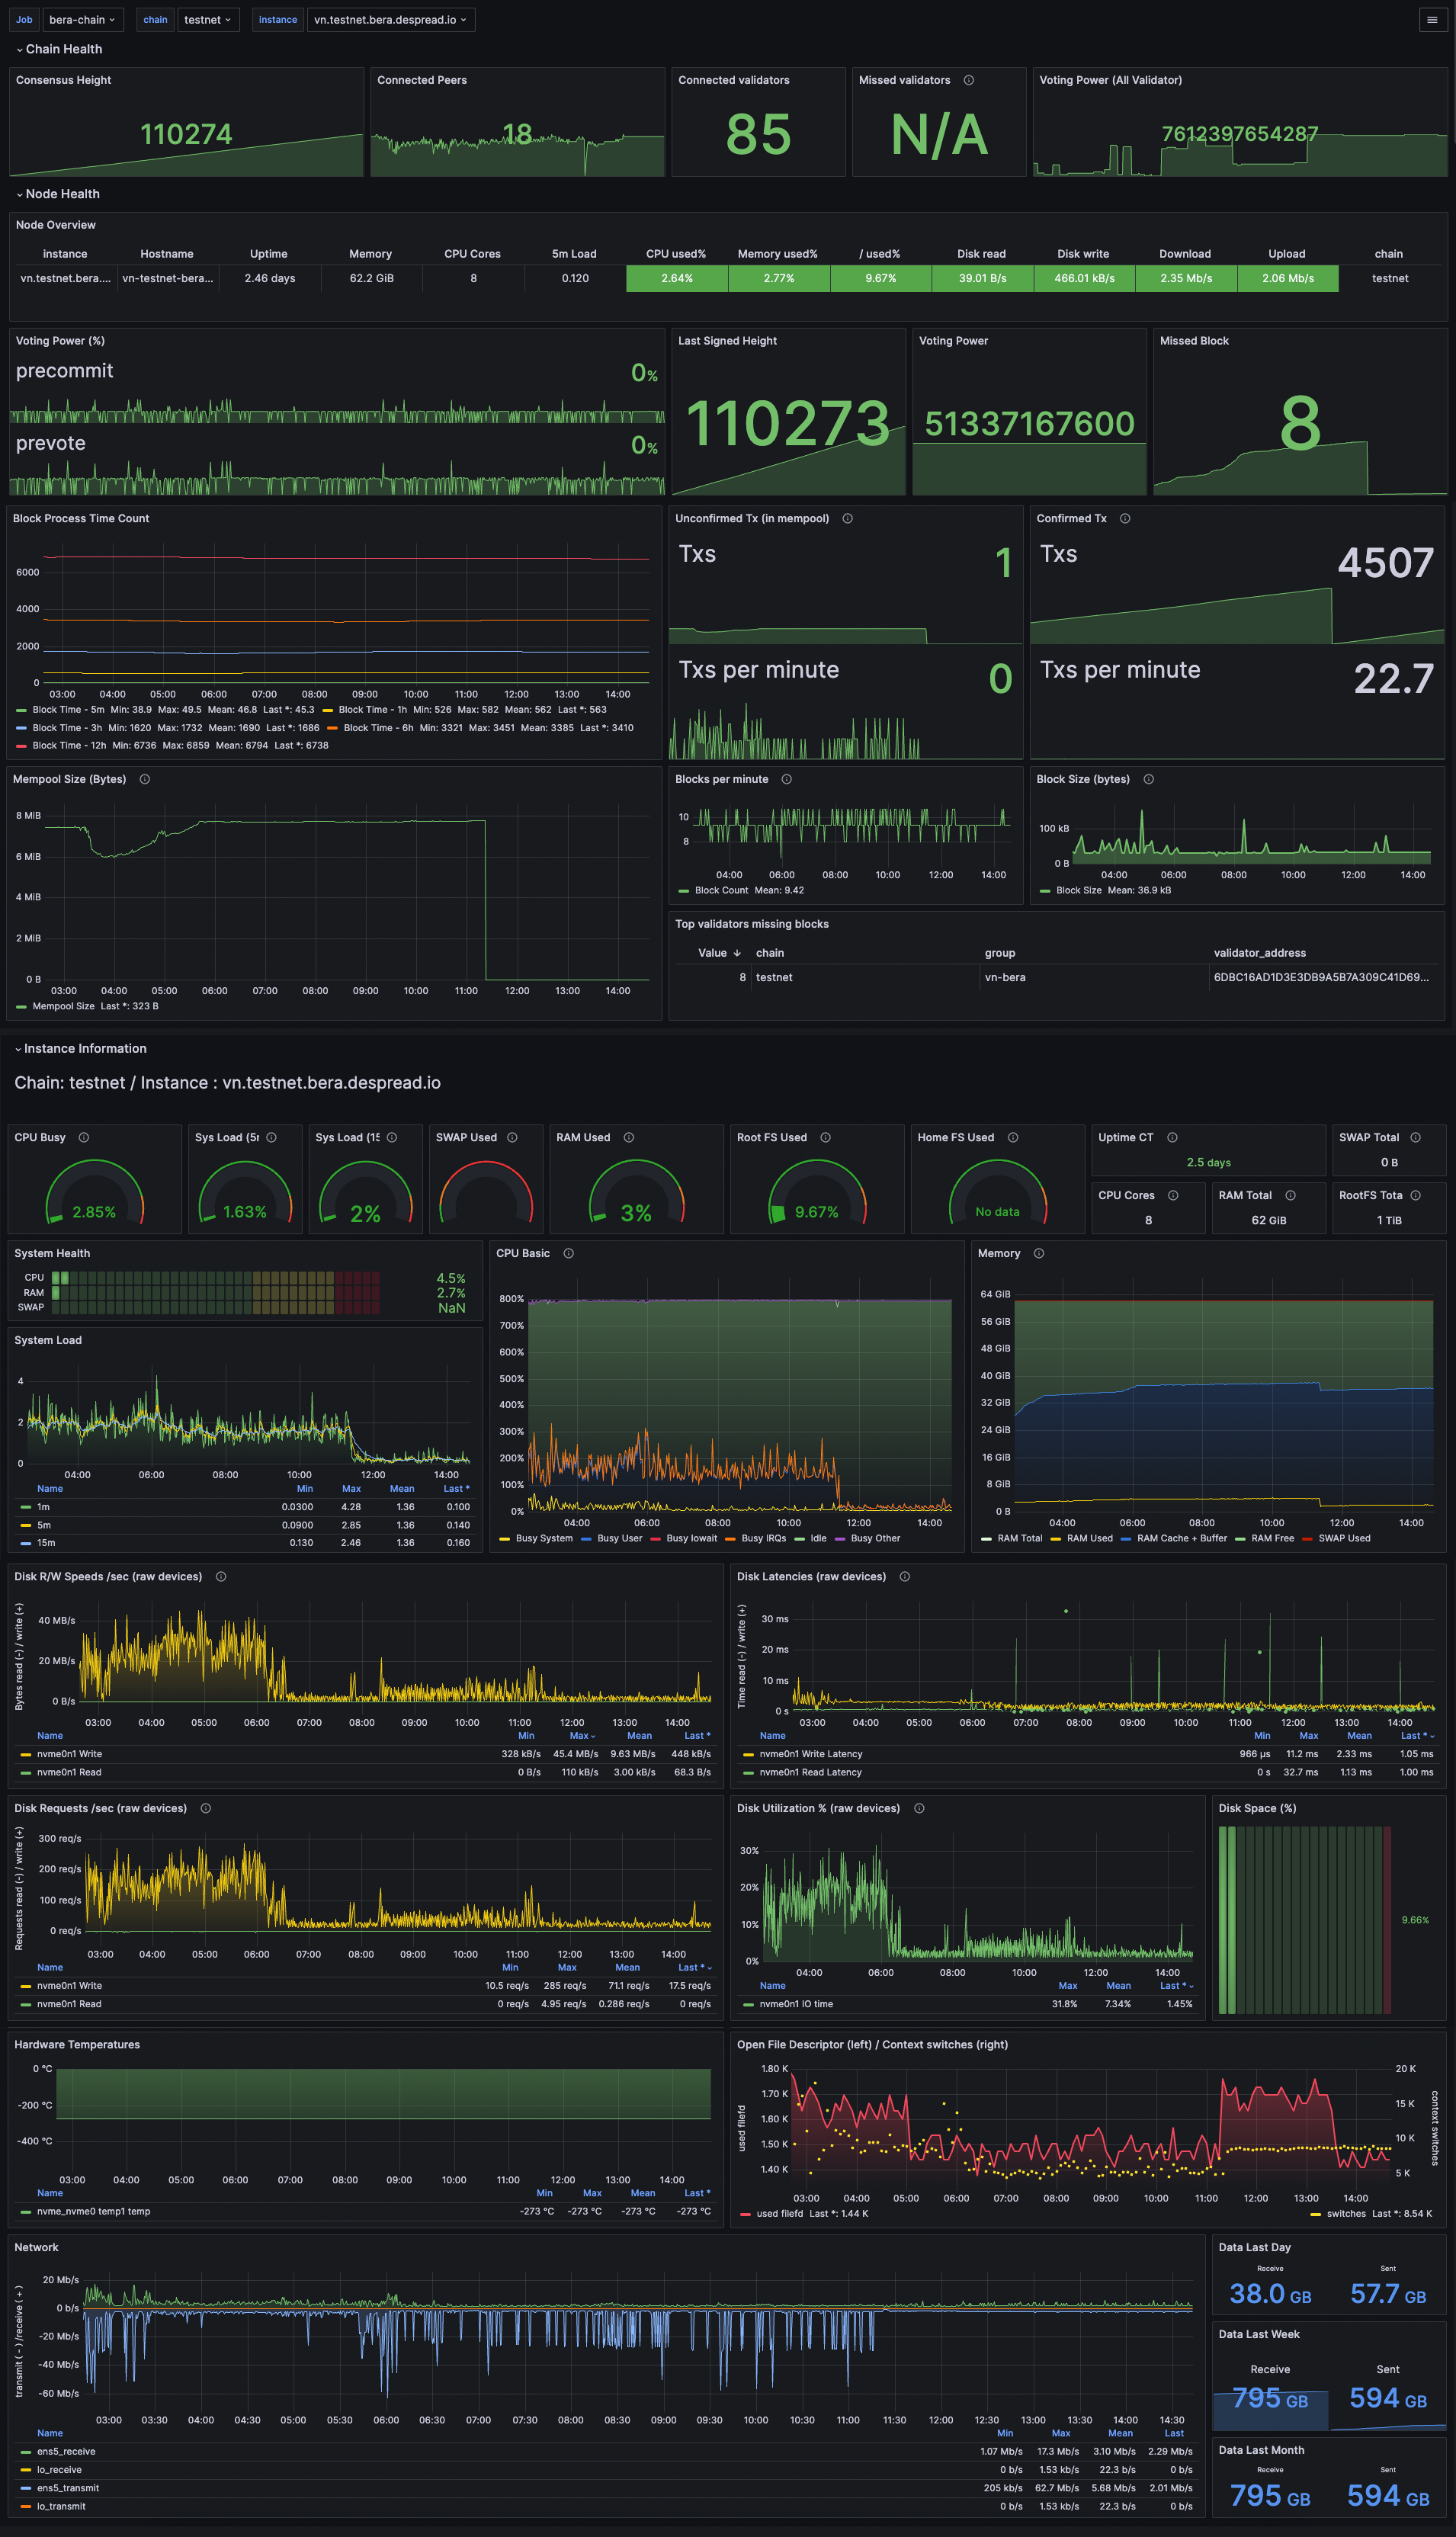 Job bera-chain chain testnet instance vn.testnet.bera.despread.io
Chain Health
Consensus Height
110274
Connected Peers
18
Connected validators
85
Missed validators
N/A
Voting Power (All Validator)
7612397654287
Node Health
Node Overview
instance Hostname Uptime Memory CPU Cores 5m Load CPU used% Memory used% / used% Disk read Disk write Download Upload chain
vn.testnet.bera.... vn-testnet-bera... 2.46 days 62.2 GiB 8 0.120 2.64% 2.77% 9.67% 39.01 B/s 466.01 kB/s 2.35 Mb/s 2.06 Mb/s testnet
Voting Power (%)
precommit 0%
prevote 0%
Last Signed Height
110273
Voting Power
51337167600
Missed Block
8
Block Process Time Count
6000
4000
2000
0
03:00 04:00 05:00 06:00 07:00 08:00 09:00 10:00 11:00 12:00 13:00 14:00
Block Time - 5m Min: 38.9 Max: 49.5 Mean: 46.8 Last *: 45.3 Block Time - 1h Min: 526 Max: 582 Mean: 562 Last *: 563
Block Time - 3h Min: 1620 Max: 1732 Mean: 1690 Last *: 1686 Block Time - 6h Min: 3321 Max: 3451 Mean: 3385 Last *: 3410
Block Time - 12h Min: 6736 Max: 6859 Mean: 6794 Last *: 6738
Unconfirmed Tx (in mempool)
Txs 1
Txs per minute 0
Confirmed Tx
Txs 4507
Txs per minute 22.7
Mempool Size (Bytes)
8 MiB
6 MiB
4 MiB
2 MiB
0 B
03:00 04:00 05:00 06:00 07:00 08:00 09:00 10:00 11:00 12:00 13:00 14:00
Mempool Size Last *: 323 B
Blocks per minute
10
8
04:00 06:00 08:00 10:00 12:00 14:00
Block Count Mean: 9.42
Block Size (bytes)
100 kB
0 B
04:00 06:00 08:00 10:00 12:00 14:00
Block Size Mean: 36.9 kB
Top validators missing blocks
Value chain group validator_address
8 testnet vn-bera 6DBC16AD1D3E3DB9A5B7A309C41D69...
Instance Information
Chain: testnet / Instance : vn.testnet.bera.despread.io
CPU Busy
2.85%
Sys Load (5r
1.63%
Sys Load (15
2%
SWAP Used
RAM Used
3%
Root FS Used
9.67%
Home FS Used
No data
Uptime CT
2.5 days
SWAP Total
0 B
CPU Cores
8
RAM Total
62 GiB
RootFS Tota
1 TiB
System Health
CPU 4.5%
RAM 2.7%
SWAP NaN
System Load
4
2
0
04:00 06:00 08:00 10:00 12:00 14:00
Name Min Max Mean Last *
1m 0.0300 4.28 1.36 0.100
5m 0.0900 2.85 1.36 0.140
15m 0.130 2.46 1.36 0.160
CPU Basic
800%
700%
600%
500%
400%
300%
200%
100%
0%
04:00 06:00 08:00 10:00 12:00 14:00
Busy System Busy User Busy Iowait Busy IRQs Idle Busy Other
Memory
64 GiB
56 GiB
48 GiB
40 GiB
32 GiB
24 GiB
16 GiB
8 GiB
0 B
04:00 06:00 08:00 10:00 12:00 14:00
RAM Total RAM Used RAM Cache + Buffer RAM Free SWAP Used
Disk R/W Speeds /sec (raw devices)
Bytes read (-) / write (+)
40 MB/s
20 MB/s
0 B/s
03:00 04:00 05:00 06:00 07:00 08:00 09:00 10:00 11:00 12:00 13:00 14:00
Name Min Max Mean Last *
nvme0n1 Write 328 kB/s 45.4 MB/s 9.63 MB/s 448 kB/s
nvme0n1 Read 0 B/s 110 kB/s 3.00 kB/s 68.3 B/s
Disk Latencies (raw devices)
Time read (-) / write (+)
30 ms
20 ms
10 ms
0 s
03:00 04:00 05:00 06:00 07:00 08:00 09:00 10:00 11:00 12:00 13:00 14:00
Name Min Max Mean Last *
nvme0n1 Write Latency 966 µs 11.2 ms 2.33 ms 1.05 ms
nvme0n1 Read Latency 0 s 32.7 ms 1.13 ms 1.00 ms
Disk Requests /sec (raw devices)
Requests read (-) / write (+)
300 req/s
200 req/s
100 req/s
0 req/s
03:00 04:00 05:00 06:00 07:00 08:00 09:00 10:00 11:00 12:00 13:00 14:00
Name Min Max Mean Last *
nvme0n1 Write 10.5 req/s 285 req/s 71.1 req/s 17.5 req/s
nvme0n1 Read 0 req/s 4.95 req/s 0.286 req/s 0 req/s
Disk Utilization % (raw devices)
30%
20%
10%
0%
04:00 06:00 08:00 10:00 12:00 14:00
Name Max Mean Last *
nvme0n1 IO time 31.8% 7.34% 1.45%
Disk Space (%)
9.66%
Hardware Temperatures
0 °C
-200 °C
-400 °C
03:00 04:00 05:00 06:00 07:00 08:00 09:00 10:00 11:00 12:00 13:00 14:00
Name Min Max Mean Last *
nvme_nvme0 temp1 temp -273 °C -273 °C -273 °C -273 °C
Open File Descriptor (left) / Context switches (right)
used filefd
1.80 K
1.70 K
1.60 K
1.50 K
1.40 K
20 K
15 K
10 K
5 K
context switches
03:00 04:00 05:00 06:00 07:00 08:00 09:00 10:00 11:00 12:00 13:00 14:00
used filefd Last *: 1.44 K switches Last *: 8.54 K
Network
transmit ( - ) /receive ( + )
20 Mb/s
0 b/s
-20 Mb/s
-40 Mb/s
-60 Mb/s
03:00 03:30 04:00 04:30 05:00 05:30 06:00 06:30 07:00 07:30 08:00 08:30 09:00 09:30 10:00 10:30 11:00 11:30 12:00 12:30 13:00 13:30 14:00 14:30
Name Min Max Mean Last
ens5_receive 1.07 Mb/s 17.3 Mb/s 3.10 Mb/s 2.29 Mb/s
lo_receive 0 b/s 1.53 kb/s 22.3 b/s 0 b/s
ens5_transmit 205 kb/s 62.7 Mb/s 5.68 Mb/s 2.01 Mb/s
lo_transmit 0 b/s 1.53 kb/s 22.3 b/s 0 b/s
Data Last Day
Receive Sent
38.0 GB 57.7 GB
Data Last Week
Receive Sent
795 GB 594 GB
Data Last Month
Receive Sent
795 GB 594 GB